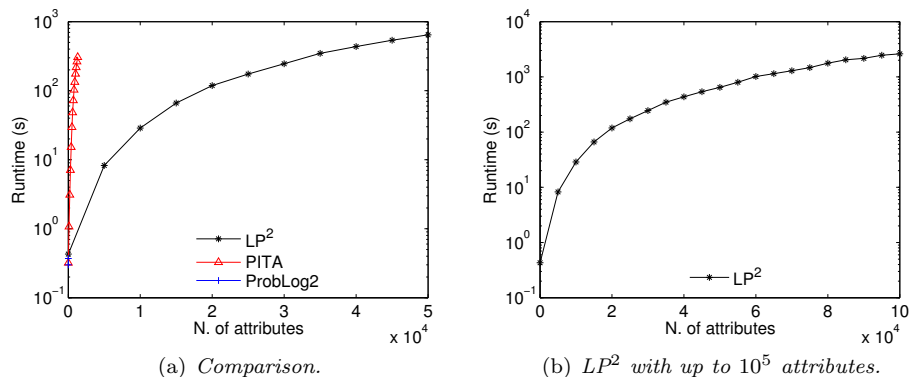 10^3
10^2
10^1
10^0
10^-1
Runtime (s)
LP^2
PITA
ProbLog2
0 1 2 3 4 5
N. of attributes
x 10^4
(a) Comparison.
10^4
10^3
10^2
10^1
10^0
10^-1
Runtime (s)
LP^2
0 2 4 6 8 10
N. of attributes
x 10^4
(b) LP^2 with up to 10^5 attributes.